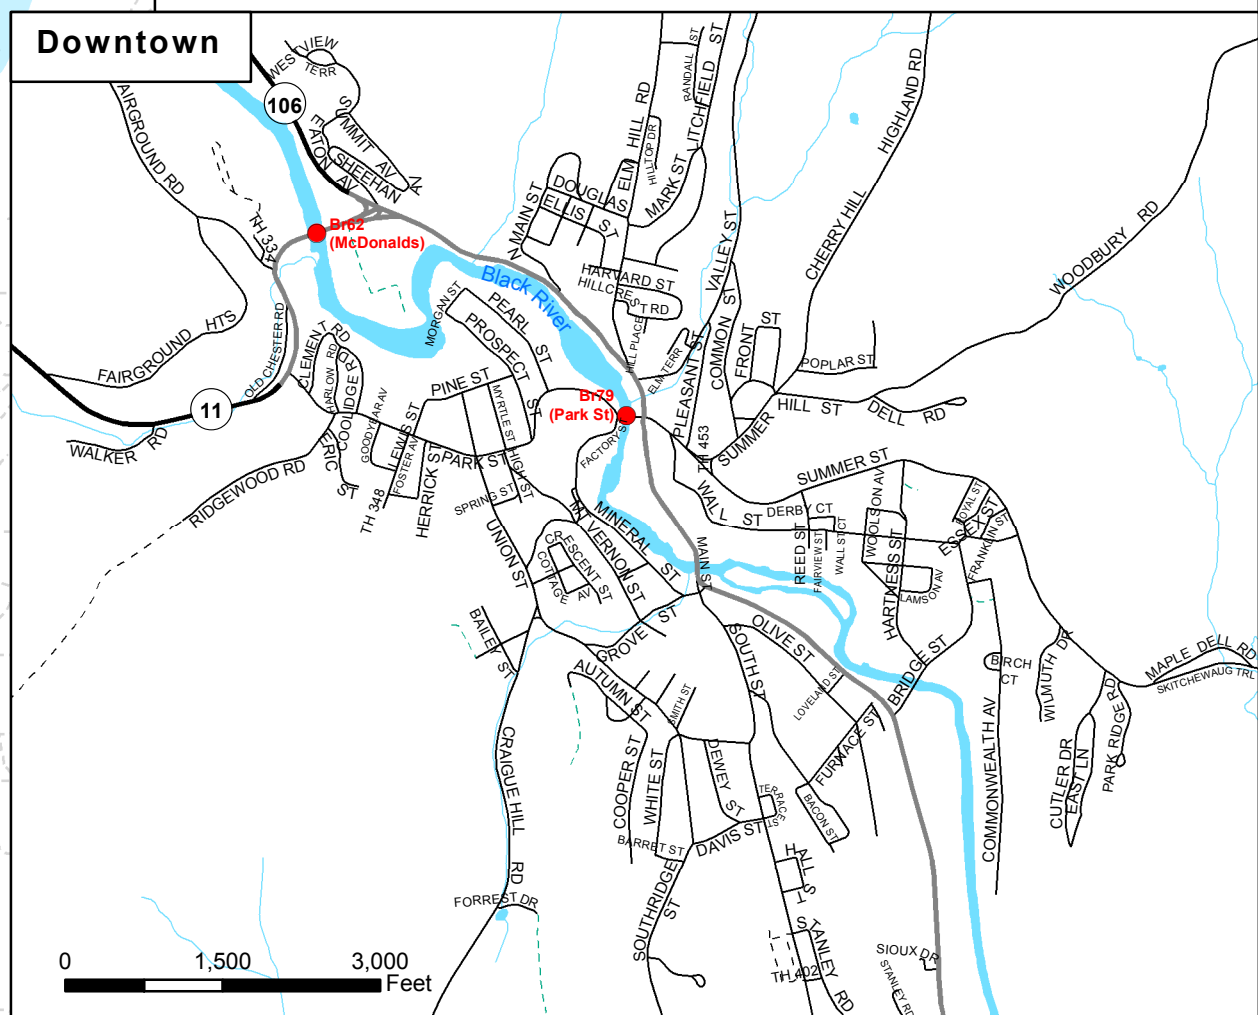 Downtown
WESTVIEW
TERR
106
SUMMIT AV
EATON AV
SHEEHAN AV
FAIRGROUND RD
TH 334
Br62
(McDonalds)
N MAIN ST
DOUGLAS
ELLIS ST
ELM HILL RD
HILLTOP DR
RANDALL ST
LITCHFIELD ST
MARK ST
HIGHLAND RD
CHERRY HILL
VALLEY ST
WOODBURY RD
Black River
HARVARD ST
HILLCREST RD
HILL PLACE
ELM TERR
PLEASANT ST
COMMON ST
FRONT ST
POPLAR ST
FAIRGROUND HTS
OLD CHESTER RD
CLEMENT RD
HARLOW RD
COOLIDGE RD
MORGAN ST
PEARL ST
PROSPECT ST
11
WALKER RD
RIDGEWOOD RD
ERIC ST
GOODYEAR AV
LEWIS ST
FOSTER AV
TH 348
HERRICK ST
PINE ST
MYRTLE ST
PARK ST
HIGH ST
SPRING ST
Br79
(Park St)
FACTORY ST
TH 453
SUMMER HILL ST
DELL RD
SUMMER ST
WALL ST
DERBY CT
REED ST
FAIRVIEW ST
WALL ST CT
WOOLSON AV
ROYAL ST
ESSEX ST
FRANKLIN ST
HARTNESS ST
LAMSON AV
UNION ST
MT VERNON ST
MINERAL ST
CRESCENT ST
COTTAGE AV
MAIN ST
BAILEY ST
GROVE ST
AUTUMN ST
SMITH ST
SOUTH ST
OLIVE ST
LOVELAND ST
BRIDGE ST
BIRCH CT
WILMUTH DR
MAPLE DELL RD
SKITCHEWAUG TRL
COMMONWEALTH AV
CUTLER DR
EAST LN
PARK RIDGE RD
CRAIGUE HILL RD
COOPER ST
WHITE ST
DEWEY ST
FURNACE ST
TERRACE ST
BACON ST
BARRET ST
DAVIS ST
HALL ST
FORREST DR
SOUTHRIDGE ST
STANLEY RD
TH 402
SIOUX DR
STANLEY RD
0 1,500 3,000
Feet